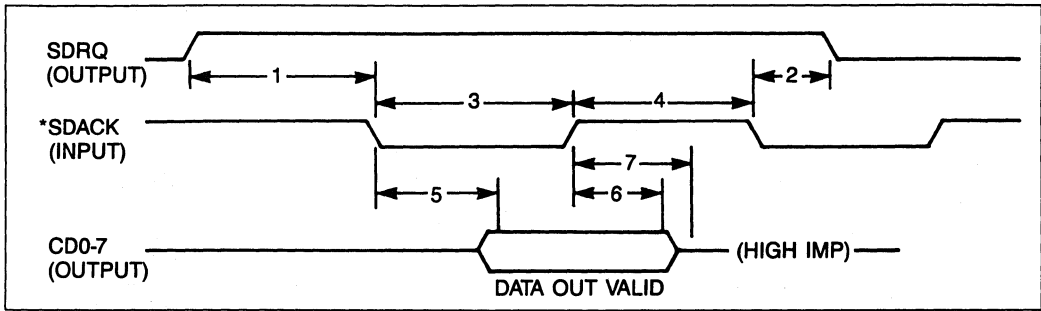 SDRQ
(OUTPUT)
1
2
3
4
*SDACK
(INPUT)
7
5
6
CD0-7
(OUTPUT)
(HIGH IMP)
DATA OUT VALID